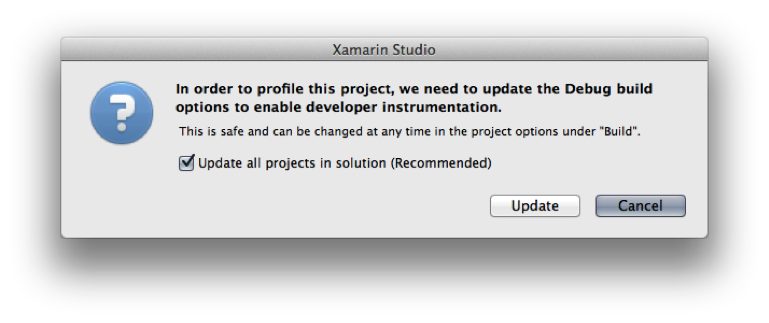 Xamarin Studio
In order to profile this project, we need to update the Debug build
options to enable developer instrumentation.
This is safe and can be changed at any time in the project options under "Build".
Update all projects in solution (Recommended)
Update
Cancel